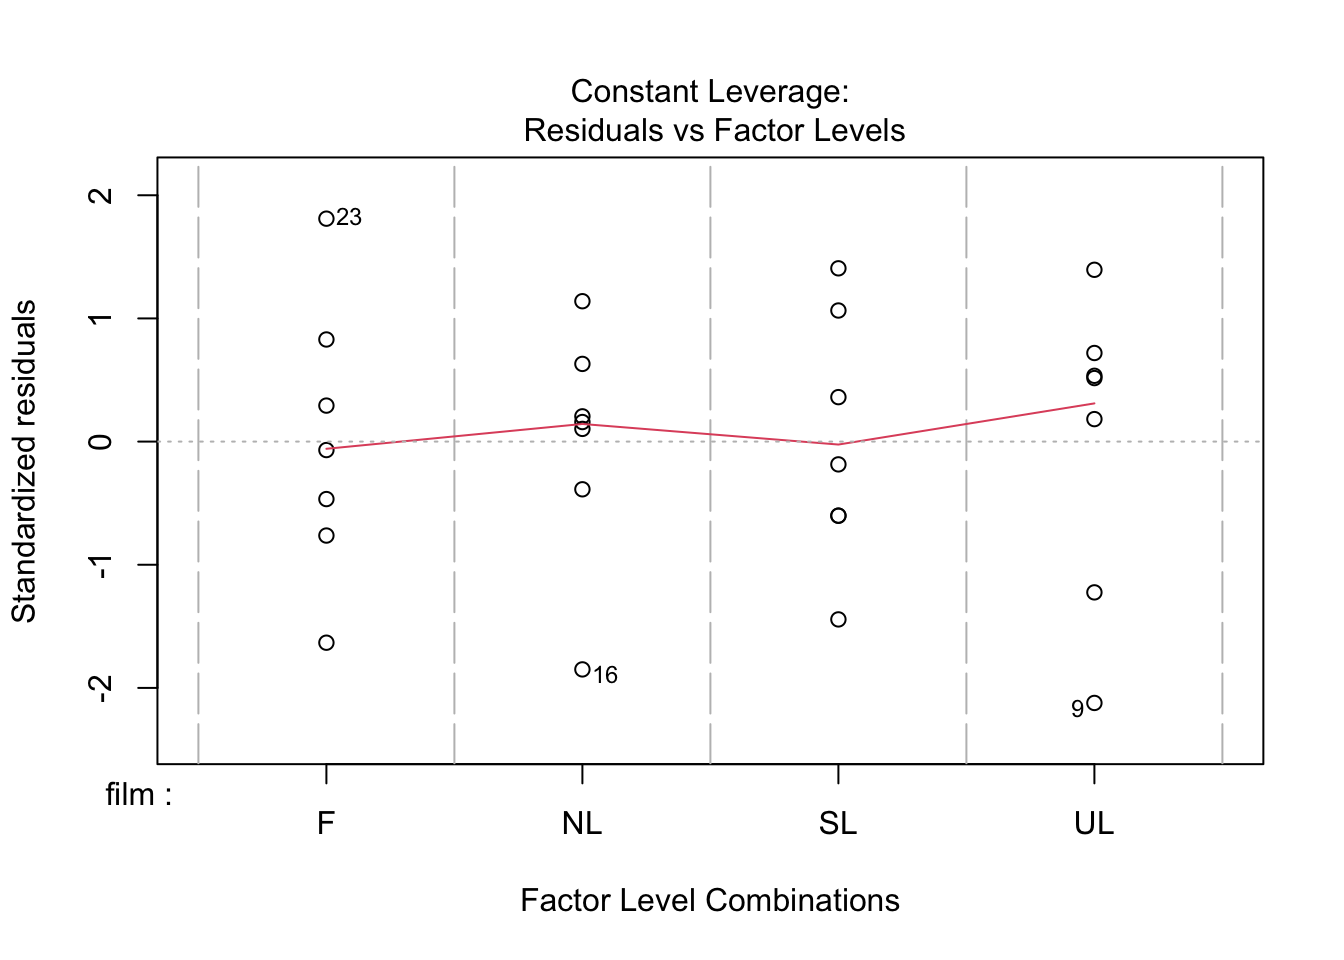 Constant Leverage:
Residuals vs Factor Levels
Standardized residuals
2
1
0
-1
-2
23
16
9
film :
F NL SL UL
Factor Level Combinations